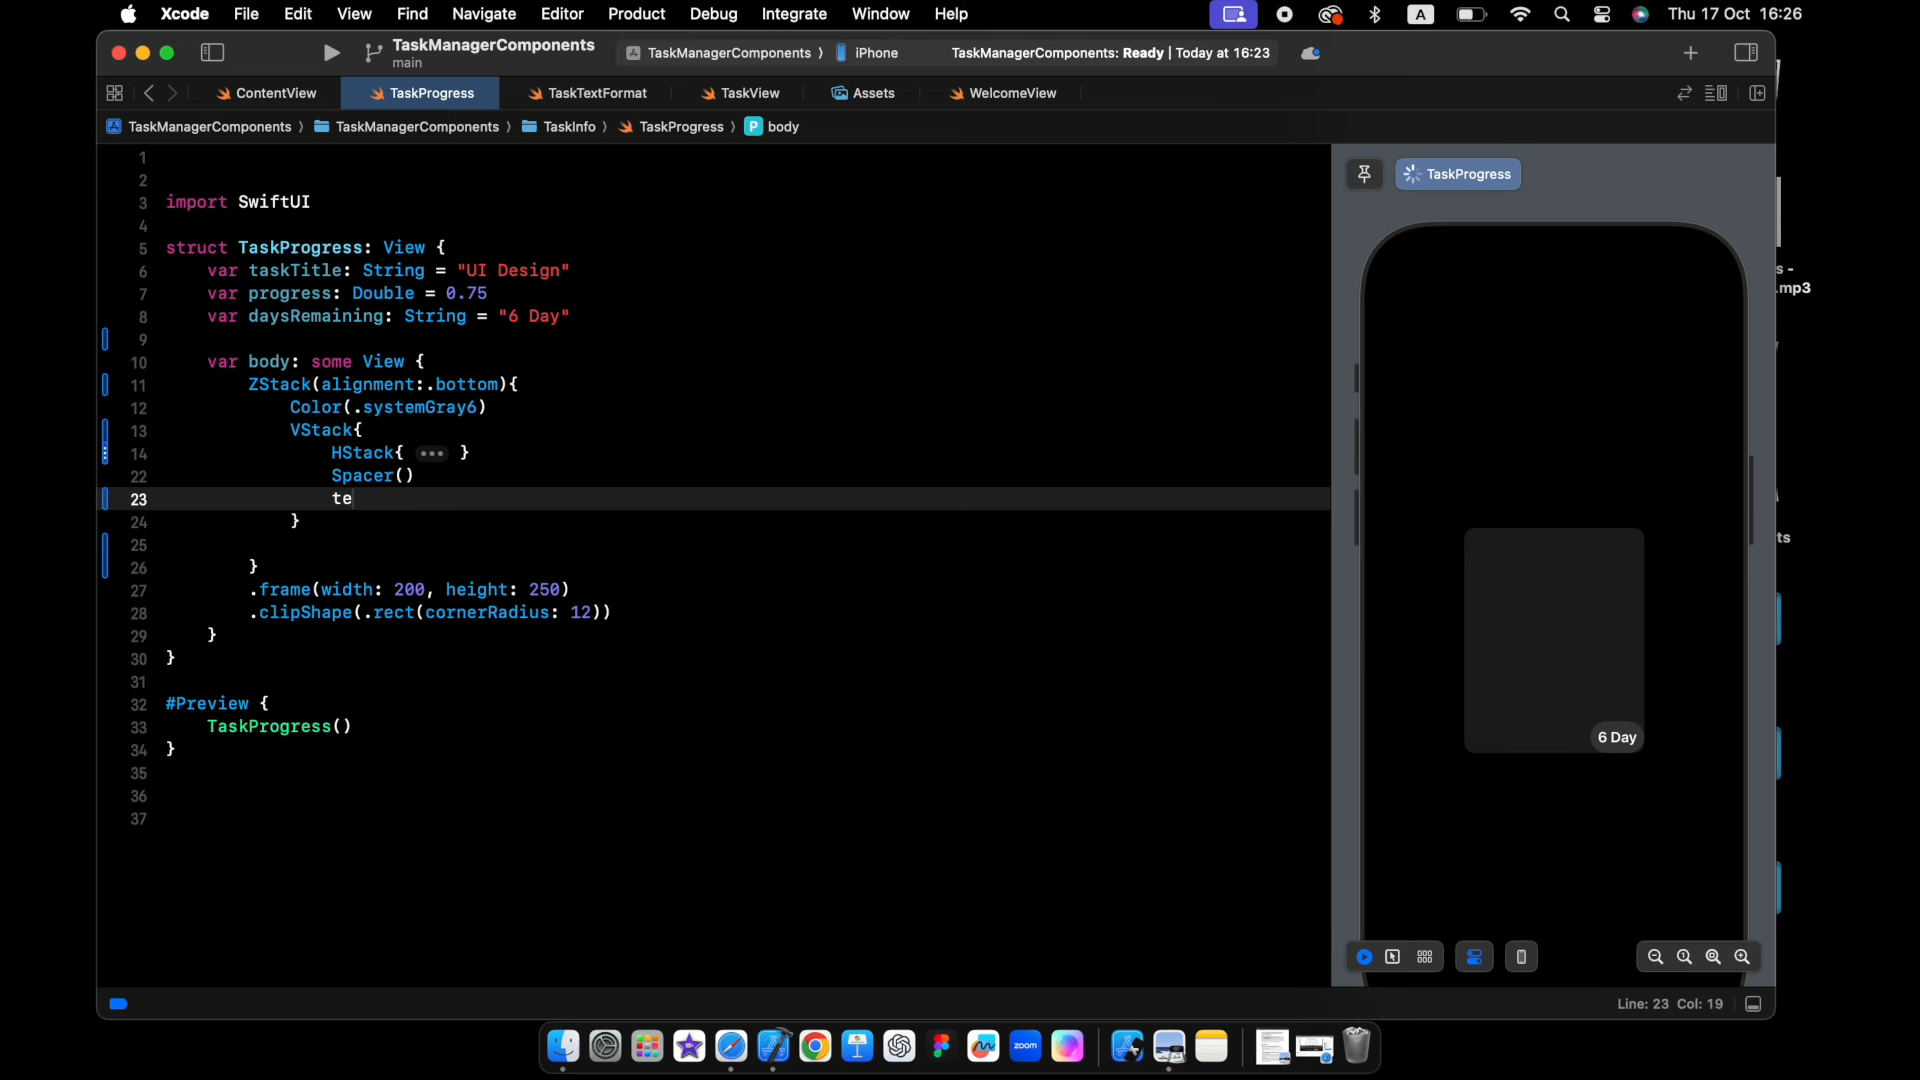 Xcode File Edit View Find Navigate Editor Product Debug Integrate Window Help A Thu 17 Oct 16:26
TaskManagerComponents
main
TaskManagerComponents ⟩ iPhone TaskManagerComponents: Ready | Today at 16:23
ContentView TaskProgress TaskTextFormat TaskView Assets WelcomeView
TaskManagerComponents ⟩ TaskManagerComponents ⟩ TaskInfo ⟩ TaskProgress ⟩ P body
1
2
3 import SwiftUI
4
5 struct TaskProgress: View {
6 var taskTitle: String = "UI Design"
7 var progress: Double = 0.75
8 var daysRemaining: String = "6 Day"
9
10 var body: some View {
11 ZStack(alignment:.bottom){
12 Color(.systemGray6)
13 VStack{
14 HStack{ ••• }
22 Spacer()
23 te
24 }
25
26 }
27 .frame(width: 200, height: 250)
28 .clipShape(.rect(cornerRadius: 12))
29 }
30 }
31
32 #Preview {
33 TaskProgress()
34 }
35
36
37
TaskProgress
6 Day
s -
.mp3
ts
Line: 23 Col: 19
zoom